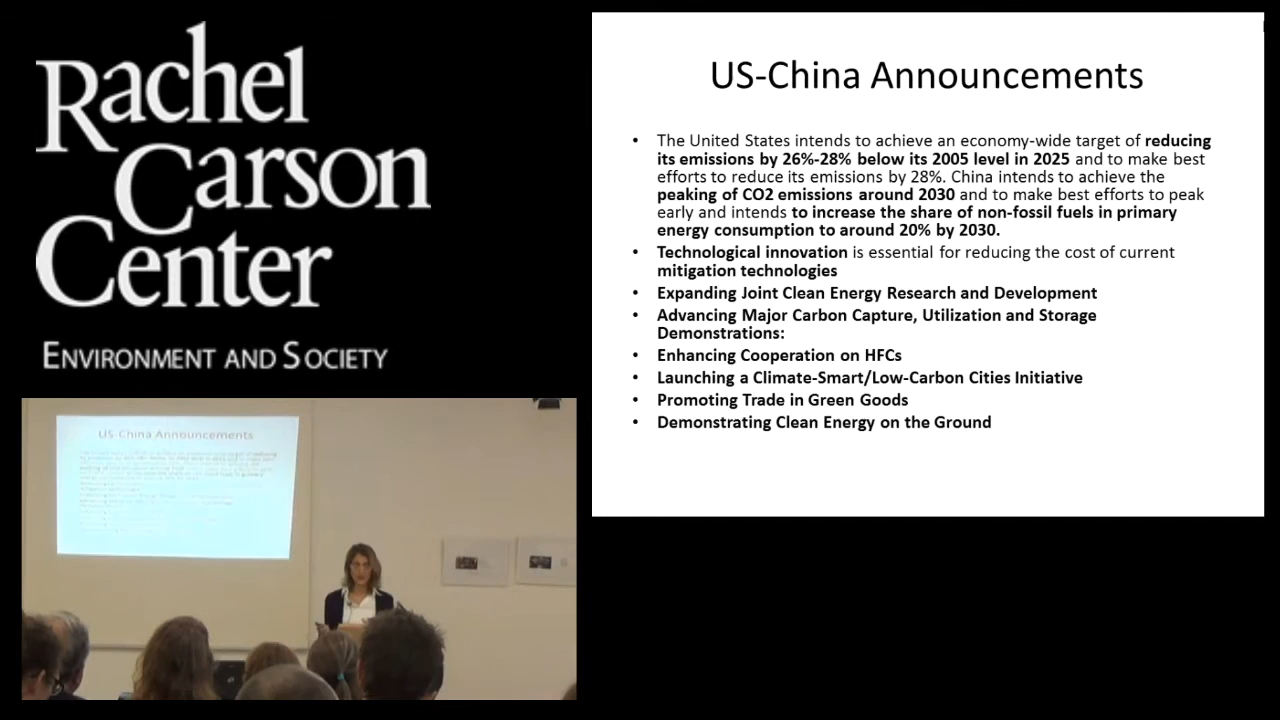 Rachel
Carson
Center
ENVIRONMENT AND SOCIETY
US-China Announcements
• The United States intends to achieve an economy-wide target of reducing
its emissions by 26%-28% below its 2005 level in 2025 and to make best
efforts to reduce its emissions by 28%. China intends to achieve the
peaking of CO2 emissions around 2030 and to make best efforts to peak
early and intends to increase the share of non-fossil fuels in primary
energy consumption to around 20% by 2030.
• Technological innovation is essential for reducing the cost of current
mitigation technologies
• Expanding Joint Clean Energy Research and Development
• Advancing Major Carbon Capture, Utilization and Storage
Demonstrations:
• Enhancing Cooperation on HFCs
• Launching a Climate-Smart/Low-Carbon Cities Initiative
• Promoting Trade in Green Goods
• Demonstrating Clean Energy on the Ground
US-China Announcements